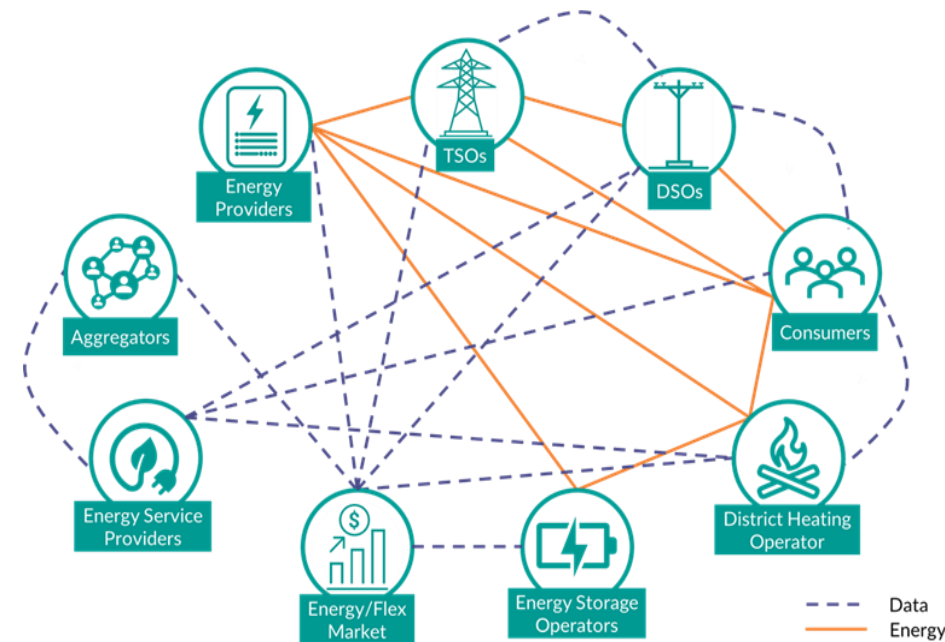 TSOs
DSOs
Energy
Providers
Consumers
Aggregators
Energy Service
Providers
District Heating
Operator
$
Energy/Flex
Market
Energy Storage
Operators
Data
Energy